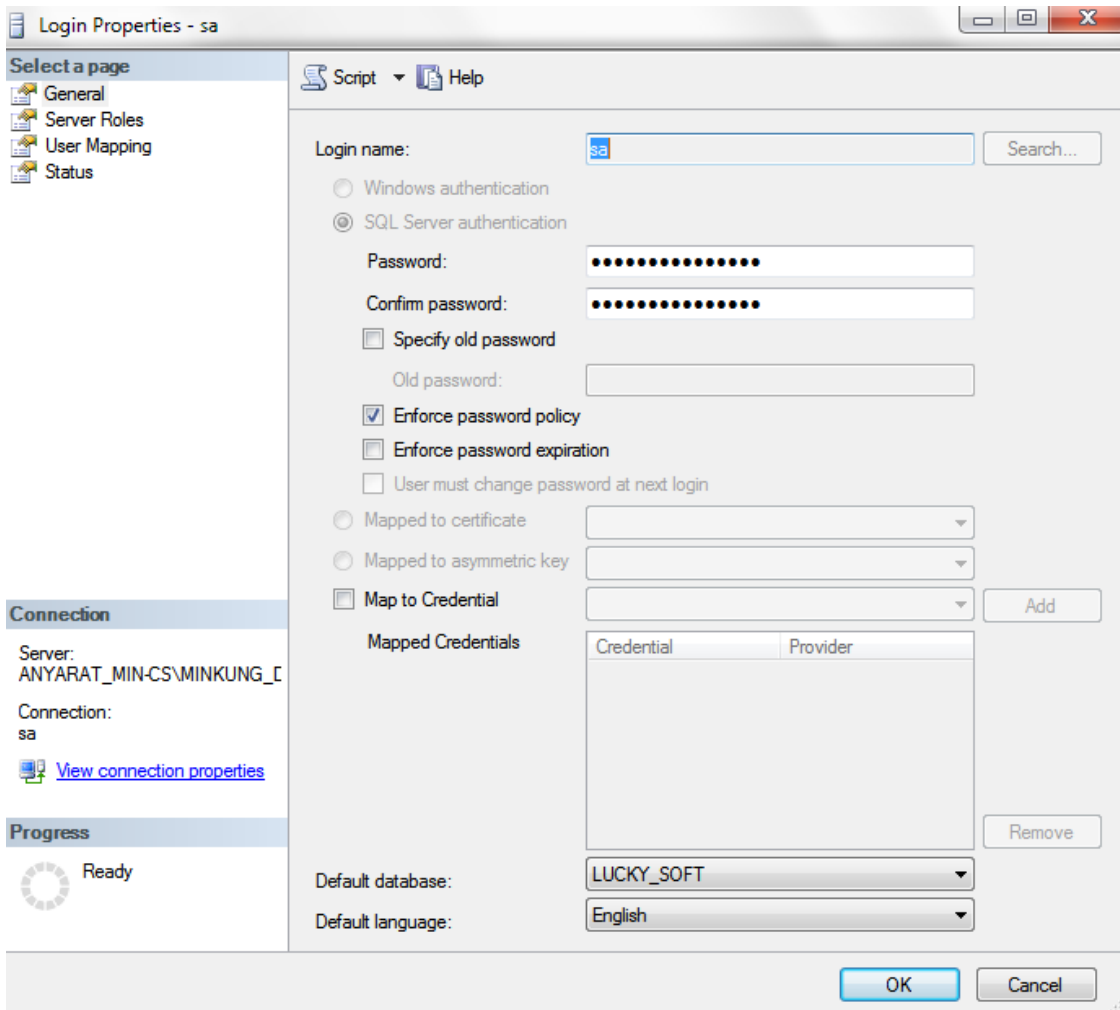 Login Properties - sa
Select a page
General
Server Roles
User Mapping
Status
Connection
Server:
ANYARAT_MIN-CS\MINKUNG_D
Connection:
sa
View connection properties
Progress
Ready
Script
Help
Login name:
sa
Search...
Windows authentication
SQL Server authentication
Password:
●●●●●●●●●●●●●●●
Confirm password:
●●●●●●●●●●●●●●●
Specify old password
Old password:
Enforce password policy
Enforce password expiration
User must change password at next login
Mapped to certificate
Mapped to asymmetric key
Map to Credential
Add
Mapped Credentials
Credential Provider
Remove
Default database:
LUCKY_SOFT
Default language:
English
OK
Cancel